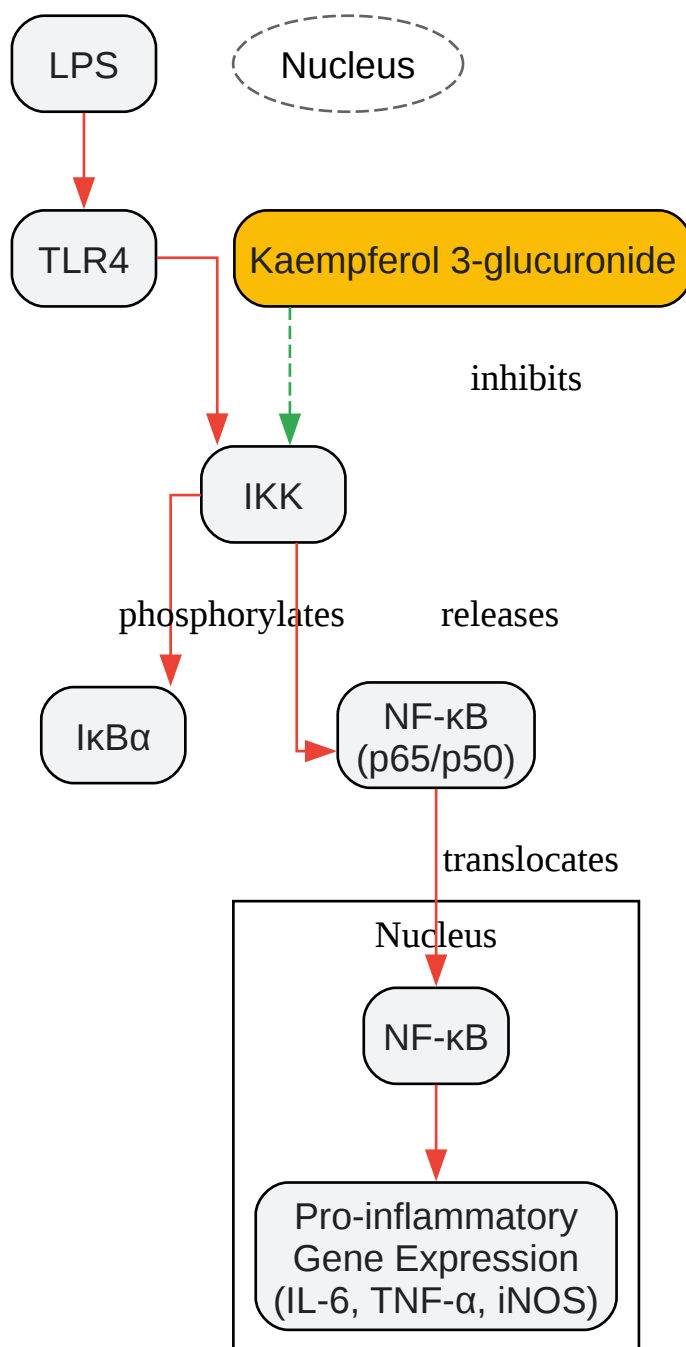 LPS
Nucleus
TLR4
Kaempferol 3-glucuronide
inhibits
IKK
phosphorylates
releases
IκBα
NF-κB
(p65/p50)
translocates
Nucleus
NF-κB
Pro-inflammatory
Gene Expression
(IL-6, TNF-α, iNOS)